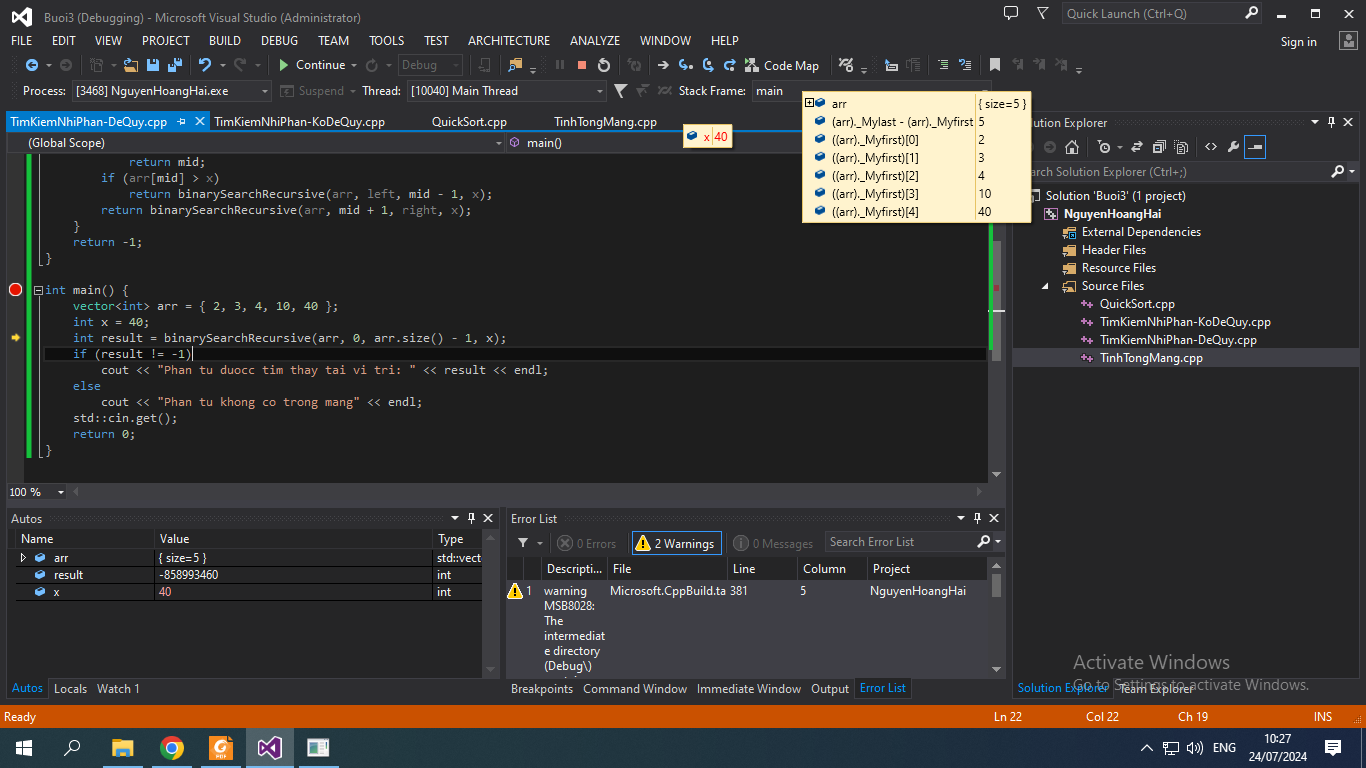 Buoi3 (Debugging) - Microsoft Visual Studio (Administrator)
Quick Launch (Ctrl+Q)
FILE EDIT VIEW PROJECT BUILD DEBUG TEAM TOOLS TEST ARCHITECTURE ANALYZE WINDOW HELP
Sign in
Continue Debug Code Map
Process: [3468] NguyenHoangHai.exe Suspend Thread: [10040] Main Thread Stack Frame: main
TimKiemNhiPhan-DeQuy.cpp TimKiemNhiPhan-KoDeQuy.cpp QuickSort.cpp TinhTongMang.cpp
(Global Scope) main()
x 40
arr { size=5 }
(arr)._Mylast - (arr)._Myfirst 5
((arr)._Myfirst)[0] 2
((arr)._Myfirst)[1] 3
((arr)._Myfirst)[2] 4
((arr)._Myfirst)[3] 10
((arr)._Myfirst)[4] 40
return mid;
if (arr[mid] > x)
return binarySearchRecursive(arr, left, mid - 1, x);
return binarySearchRecursive(arr, mid + 1, right, x);
}
return -1;
}
int main() {
vector<int> arr = { 2, 3, 4, 10, 40 };
int x = 40;
int result = binarySearchRecursive(arr, 0, arr.size() - 1, x);
if (result != -1)
cout << "Phan tu duocc tim thay tai vi tri: " << result << endl;
else
cout << "Phan tu khong co trong mang" << endl;
std::cin.get();
return 0;
}
100 %
Solution Explorer
Search Solution Explorer (Ctrl+;)
Solution 'Buoi3' (1 project)
NguyenHoangHai
External Dependencies
Header Files
Resource Files
Source Files
QuickSort.cpp
TimKiemNhiPhan-KoDeQuy.cpp
TimKiemNhiPhan-DeQuy.cpp
TinhTongMang.cpp
Autos
Name Value Type
arr { size=5 } std::vect
result -858993460 int
x 40 int
Autos Locals Watch 1
Error List
0 Errors 2 Warnings 0 Messages Search Error List
Descripti... File Line Column Project
1 warning Microsoft.CppBuild.ta 381 5 NguyenHoangHai
MSB8028:
The
intermediat
e directory
(Debug\)
Breakpoints Command Window Immediate Window Output Error List
Activate Windows
Go to Settings to activate Windows.
Solution Explorer Team Explorer
Ready Ln 22 Col 22 Ch 19 INS
ENG
10:27
24/07/2024